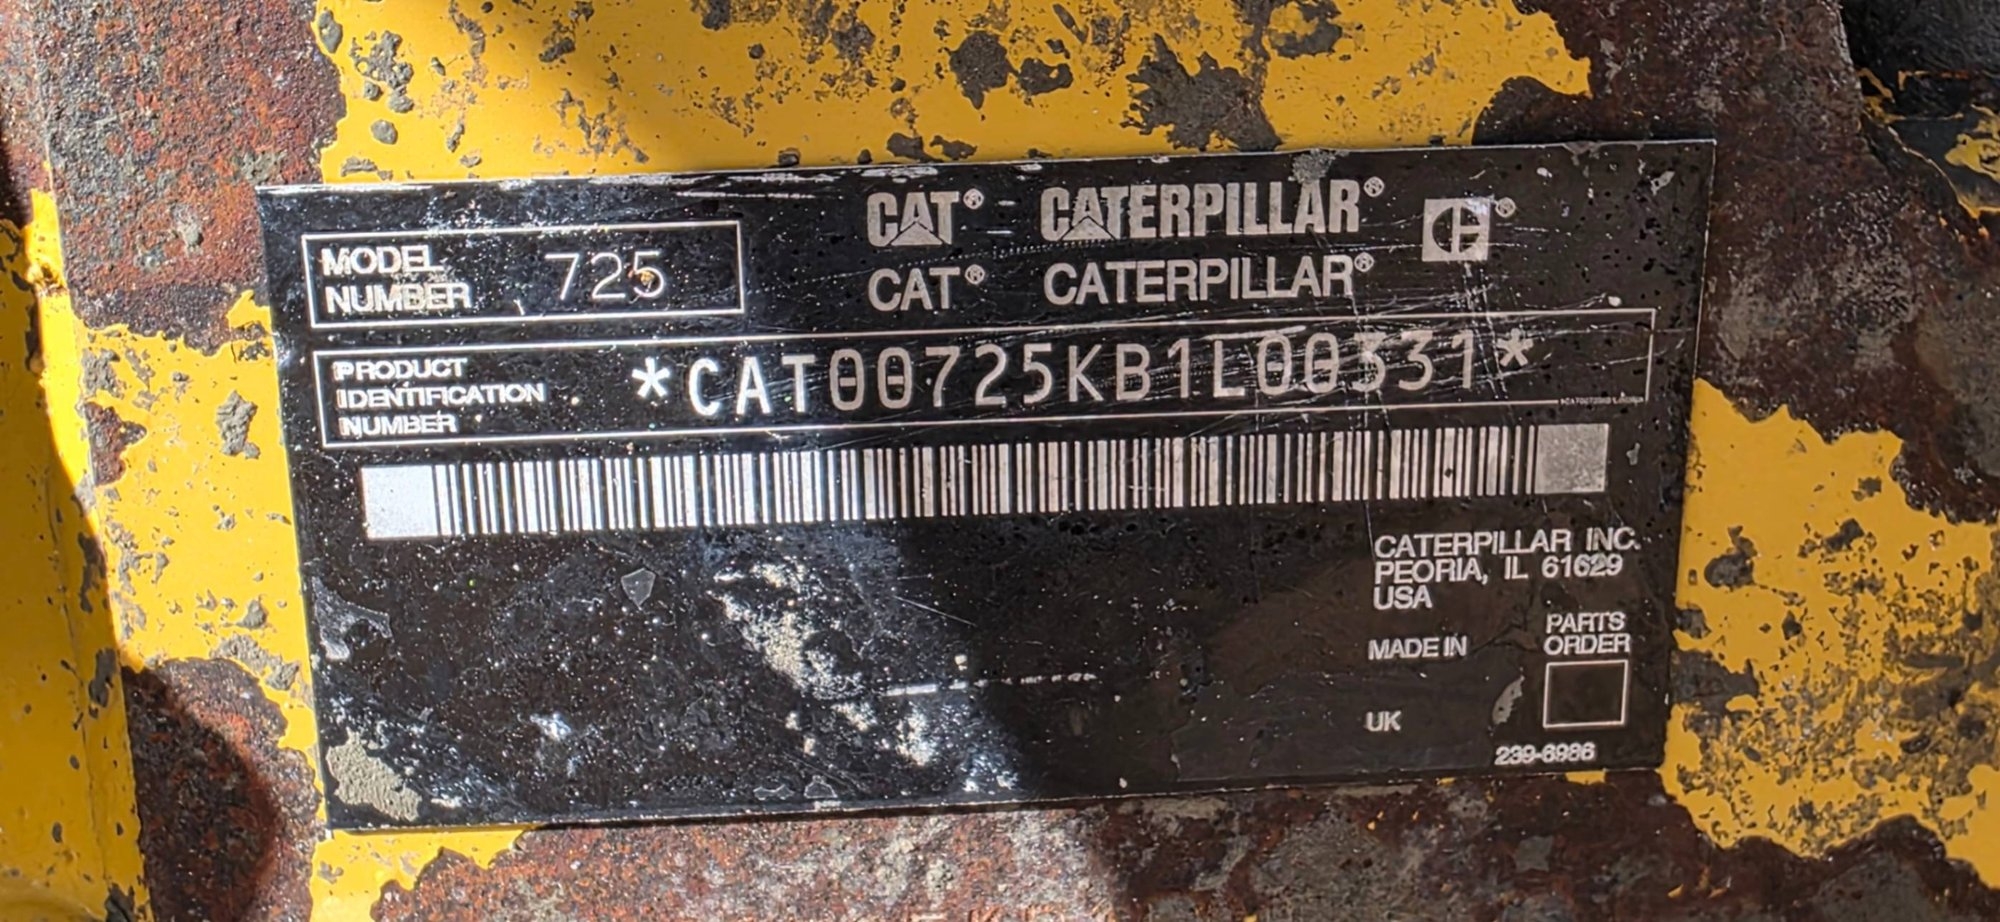 CAT® CATERPILLAR® ®
CAT® CATERPILLAR®
MODEL
NUMBER 725
PRODUCT
IDENTIFICATION
NUMBER
*CAT00725KB1L00331*
CATERPILLAR INC.
PEORIA, IL 61629
USA
MADE IN
UK
PARTS
ORDER
239-6986